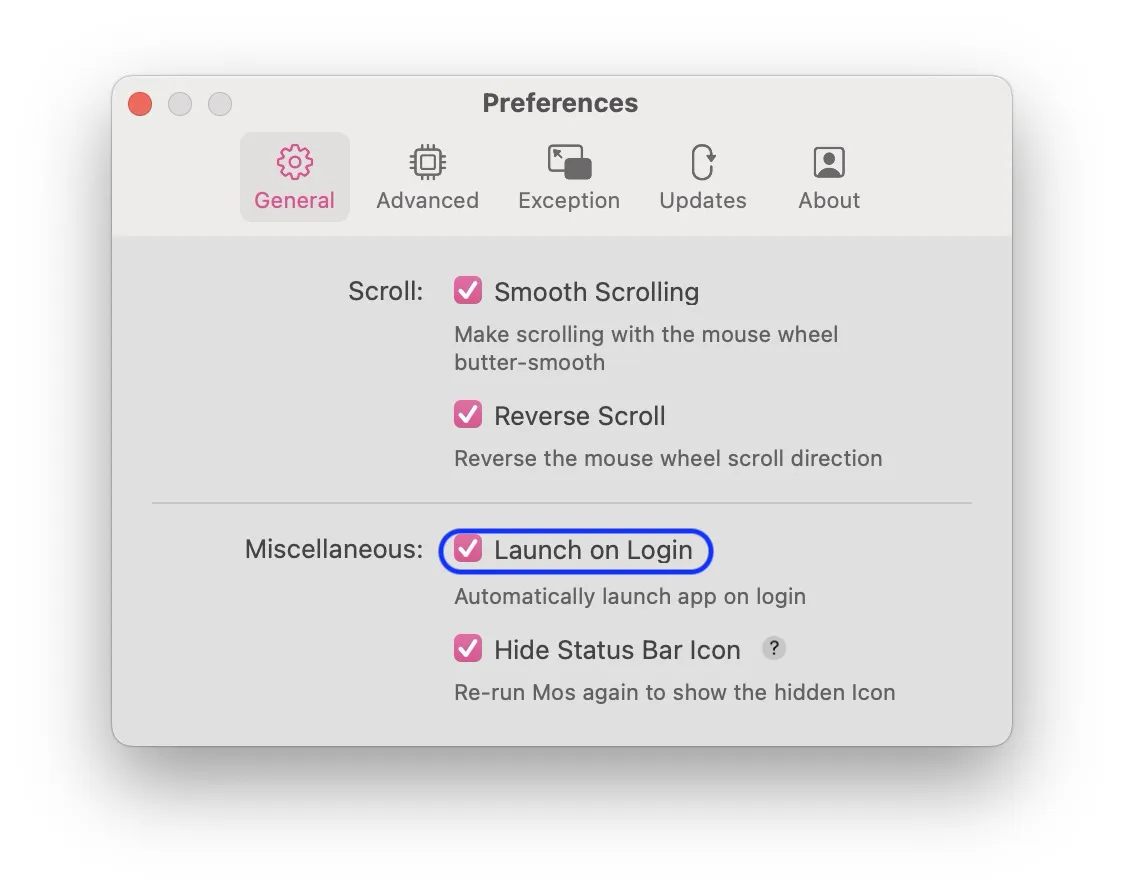 Preferences
General Advanced Exception Updates About
Scroll: Smooth Scrolling
Make scrolling with the mouse wheel
butter-smooth
Reverse Scroll
Reverse the mouse wheel scroll direction
Miscellaneous: Launch on Login
Automatically launch app on login
Hide Status Bar Icon ?
Re-run Mos again to show the hidden Icon